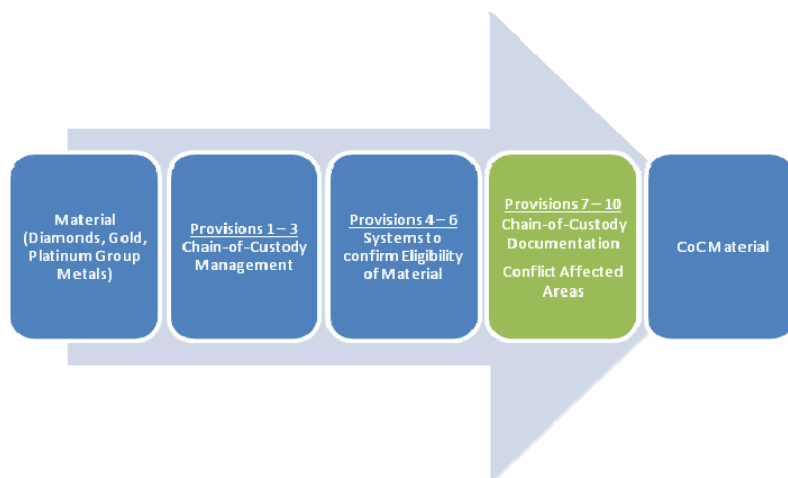 Material
(Diamonds, Gold,
Platinum Group
Metals)
Provisions 1 – 3
Chain-of-Custody
Management
Provisions 4 – 6
Systems to
confirm Eligibility
of Material
Provisions 7 – 10
Chain-of-Custody
Documentation
Conflict Affected
Areas
CoC Material